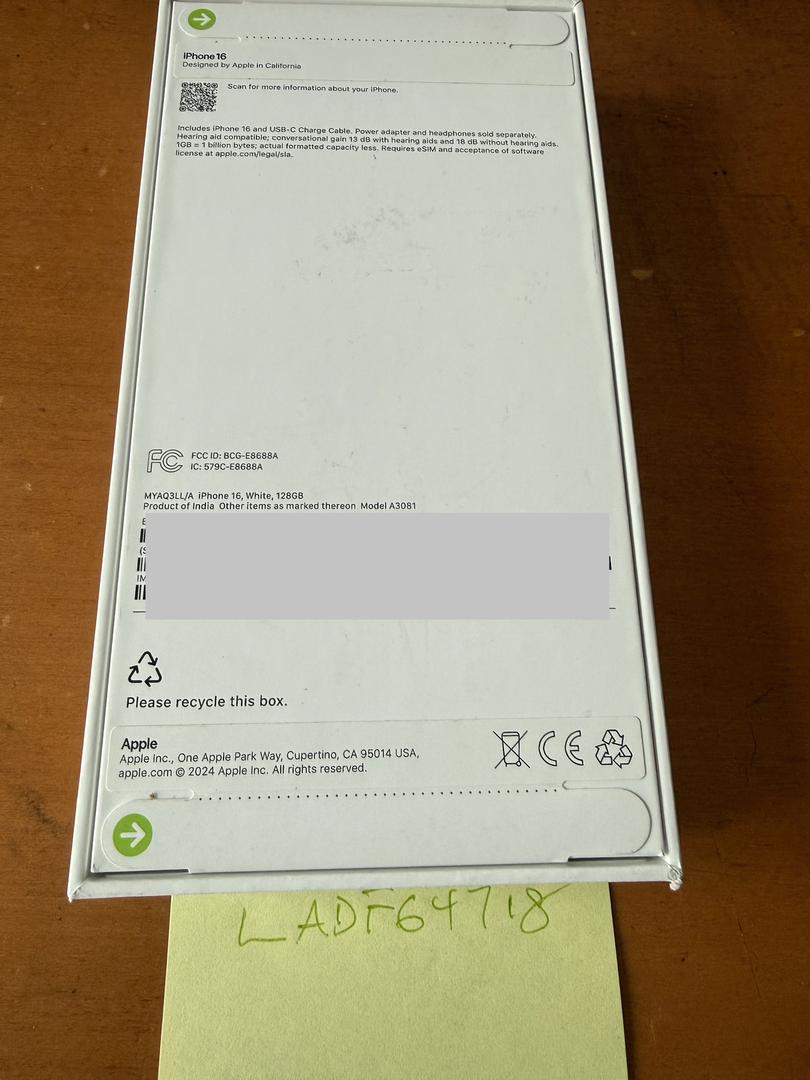 iPhone 16
Designed by Apple in California
Scan for more information about your iPhone.
Includes iPhone 16 and USB-C Charge Cable. Power adapter and headphones sold separately.
Hearing aid compatible; conversational gain 13 dB with hearing aids and 18 dB without hearing aids.
1GB = 1 billion bytes; actual formatted capacity less. Requires eSIM and acceptance of software
license at apple.com/legal/sla.
FC FCC ID: BCG-E8688A
IC: 579C-E8688A
MYAQ3LL/A iPhone 16, White, 128GB
Product of India Other items as marked thereon Model A3081
Please recycle this box.
Apple
Apple Inc., One Apple Park Way, Cupertino, CA 95014 USA,
apple.com © 2024 Apple Inc. All rights reserved.
CE
LADF64718